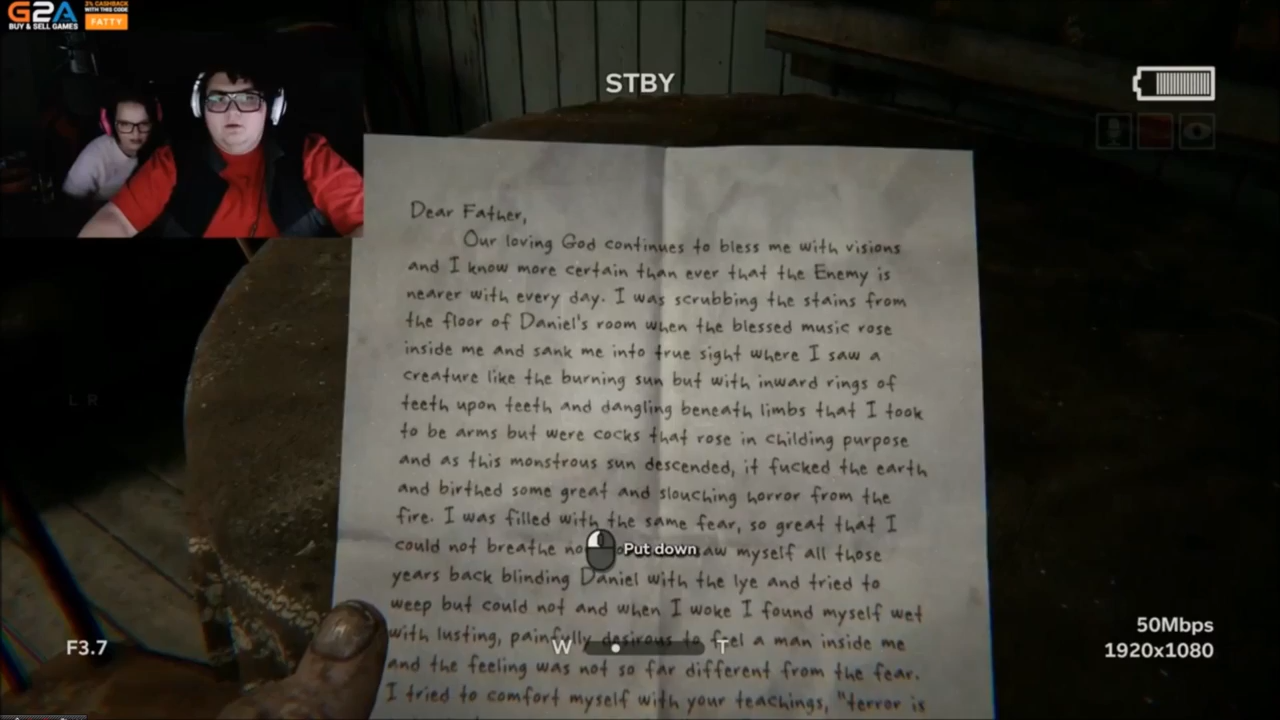 G2A
BUY & SELL GAMES
3% CASHBACK
WITH THIS CODE
FATTY
STBY
Dear Father,
Our loving God continues to bless me with visions
and I know more certain than ever that the Enemy is
nearer with every day. I was scrubbing the stains from
the floor of Daniel's room when the blessed music rose
inside me and sank me into true sight where I saw a
creature like the burning sun but with inward rings of
teeth upon teeth and dangling beneath limbs that I took
to be arms but were cocks that rose in childing purpose
and as this monstrous sun descended, it fucked the earth
and birthed some great and slouching horror from the
fire. I was filled with the same fear, so great that I
could not breathe myself all those
Put down
years back blinding Daniel with the lye and tried to
weep but could not and when I woke I found myself wet
with lusting, painfully desirous to feel a man inside me
and the feeling was not so far different from the fear.
I tried to comfort myself with your teachings, "terror is
L R
F3.7
W T
50Mbps
1920x1080